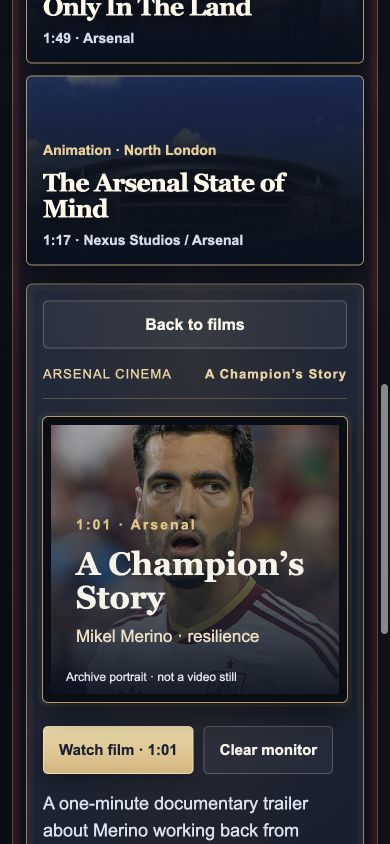 Only In The Land
1:49 · Arsenal
Animation · North London
The Arsenal State of
Mind
1:17 · Nexus Studios / Arsenal
Back to films
ARSENAL CINEMA
A Champion’s Story
1:01 · Arsenal
A Champion’s
Story
Mikel Merino · resilience
Archive portrait · not a video still
Watch film · 1:01
Clear monitor
A one-minute documentary trailer
about Merino working back from